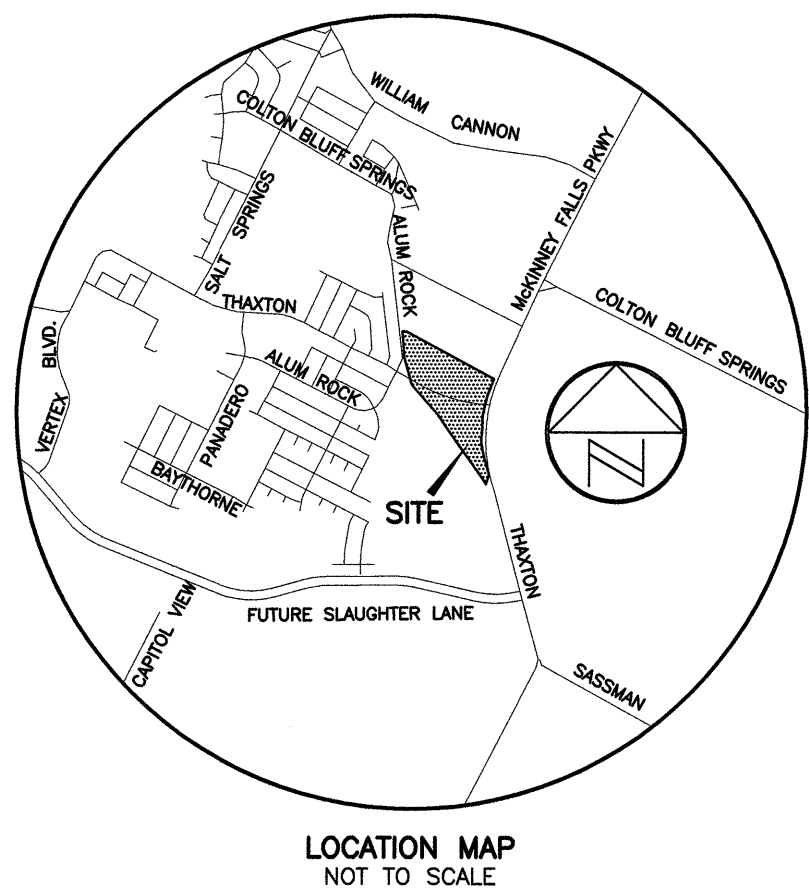 WILLIAM CANNON
COLTON BLUFF SPRINGS
McKINNEY FALLS PKWY
SALT SPRINGS
ALUM ROCK
THAXTON
COLTON BLUFF SPRINGS
VERTEX BLVD.
ALUM ROCK
PANADERO
BAYTHORNE
N
SITE
THAXTON
FUTURE SLAUGHTER LANE
CAPITOL VIEW
SASSMAN
LOCATION MAP
NOT TO SCALE